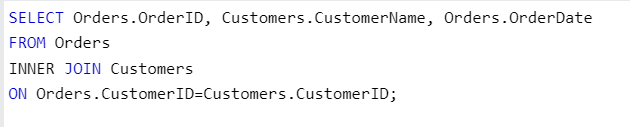 SELECT Orders.OrderID, Customers.CustomerName, Orders.OrderDate
FROM Orders
INNER JOIN Customers
ON Orders.CustomerID=Customers.CustomerID;